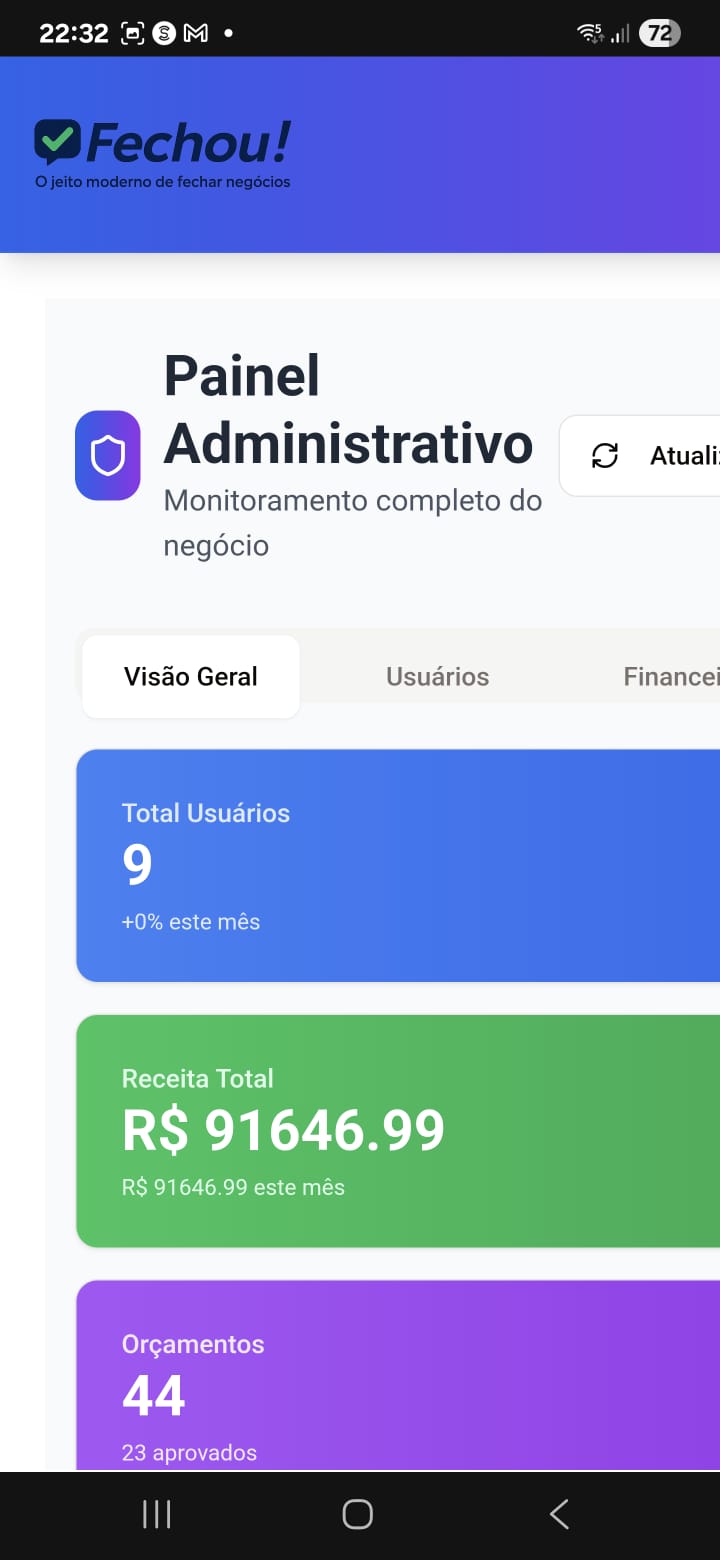 22:32
72
Fechou!
O jeito moderno de fechar negócios
Painel
Administrativo
Monitoramento completo do
negócio
Atuali
Visão Geral
Usuários
Financei
Total Usuários
9
+0% este mês
Receita Total
R$ 91646.99
R$ 91646.99 este mês
Orçamentos
44
23 aprovados